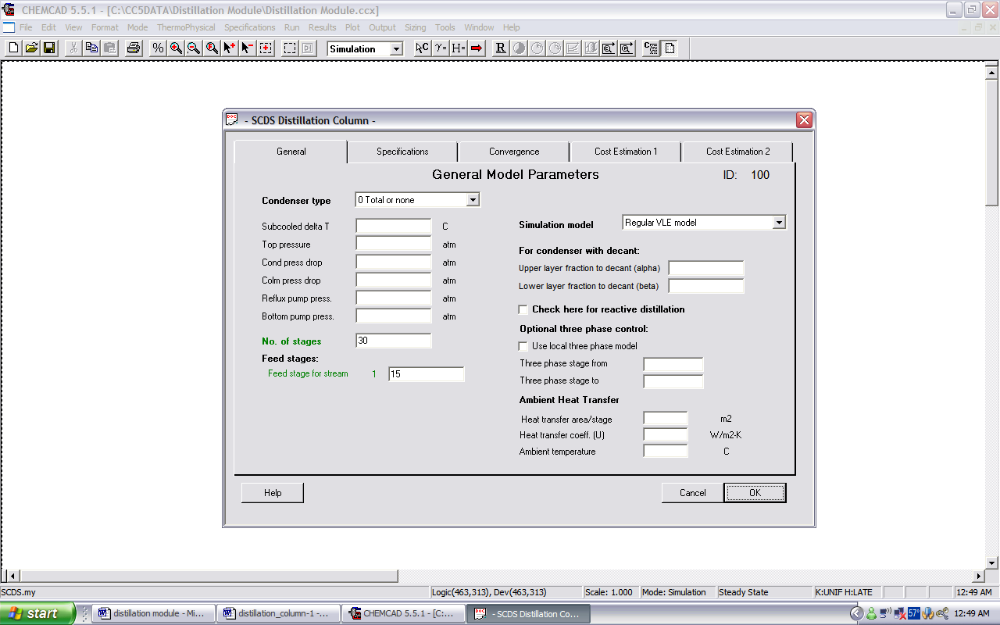 CHEMCAD 5.5.1 - [C:\CC5DATA\Distillation Module\Distillation Module.ccx]
File Edit View Format Mode ThermoPhysical Specifications Run Results Plot Output Sizing Tools Window Help
Simulation
- SCDS Distillation Column -
General Specifications Convergence Cost Estimation 1 Cost Estimation 2
General Model Parameters ID: 100
Condenser type 0 Total or none
Subcooled delta T C
Top pressure atm
Cond press drop atm
Colm press drop atm
Reflux pump press. atm
Bottom pump press. atm
No. of stages 30
Feed stages:
Feed stage for stream 1 15
Simulation model Regular VLE model
For condenser with decant:
Upper layer fraction to decant (alpha)
Lower layer fraction to decant (beta)
Check here for reactive distillation
Optional three phase control:
Use local three phase model
Three phase stage from
Three phase stage to
Ambient Heat Transfer
Heat transfer area/stage m2
Heat transfer coeff. (U) W/m2-K
Ambient temperature C
Help Cancel OK
SCDS.my Logic(463,313), Dev(463,313) Scale: 1.000 Mode: Simulation Steady State K:UNIF H:LATE 12:49 AM
start distillation module - Mi... distillation_column-1 -... CHEMCAD 5.5.1 - [C:... - SCDS Distillation Co... 57° 12:49 AM